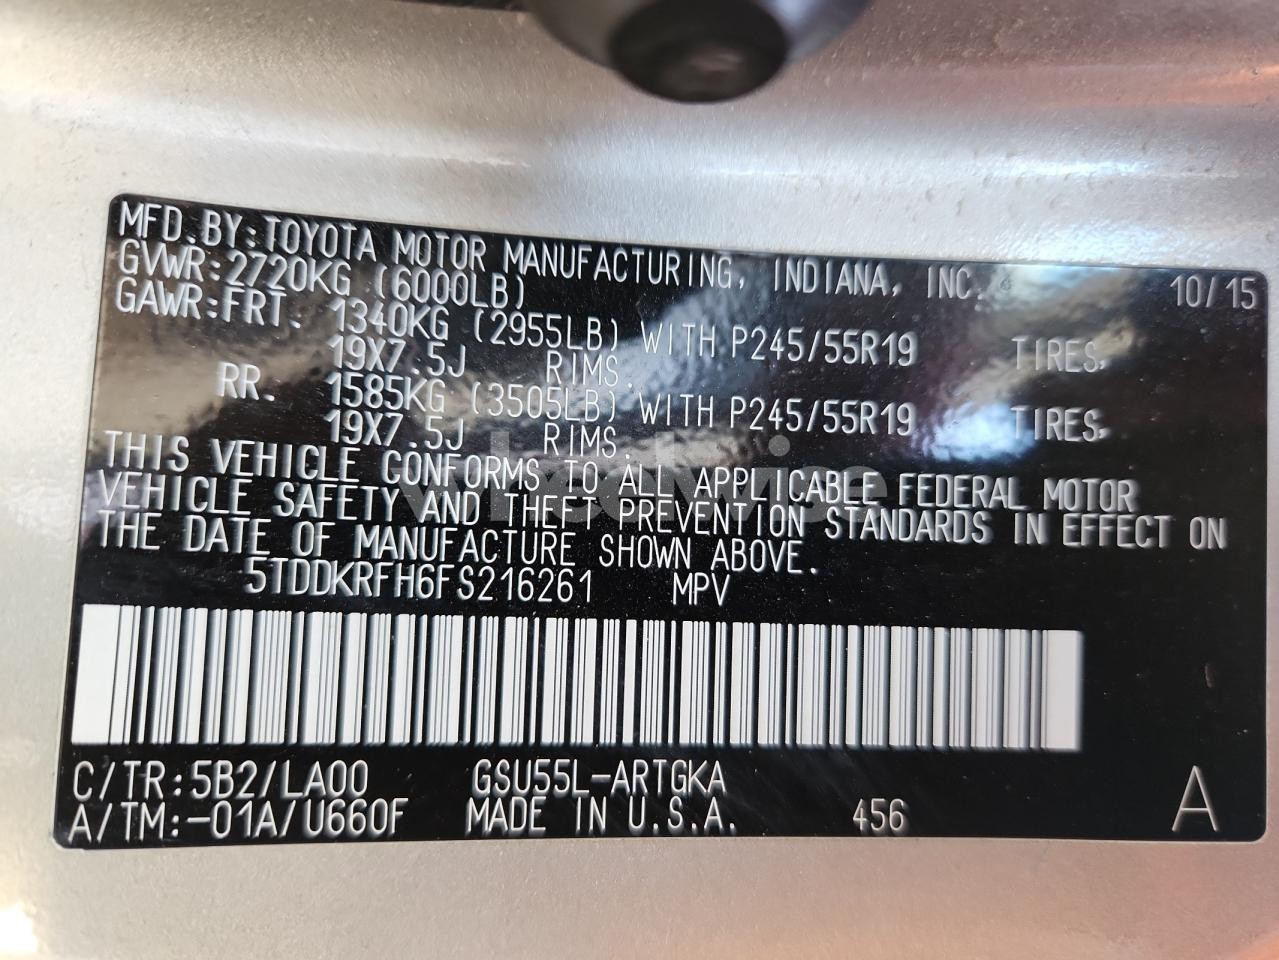 MFD.BY:TOYOTA MOTOR MANUFACTURING, INDIANA, INC. 10/15
GVWR:2720KG (6000LB)
GAWR:FRT. 1340KG (2955LB) WITH P245/55R19 TIRES,
19X7.5J RIMS.
RR. 1585KG (3505LB) WITH P245/55R19 TIRES,
19X7.5J RIMS.
THIS VEHICLE CONFORMS TO ALL APPLICABLE FEDERAL MOTOR
VEHICLE SAFETY AND THEFT PREVENTION STANDARDS IN EFFECT ON
THE DATE OF MANUFACTURE SHOWN ABOVE.
5TDDKRFH6FS216261 MPV
C/TR:5B2/LA00 GSU55L-ARTGKA
A/TM:-01A/U660F MADE IN U.S.A. 456 A
wheelwise